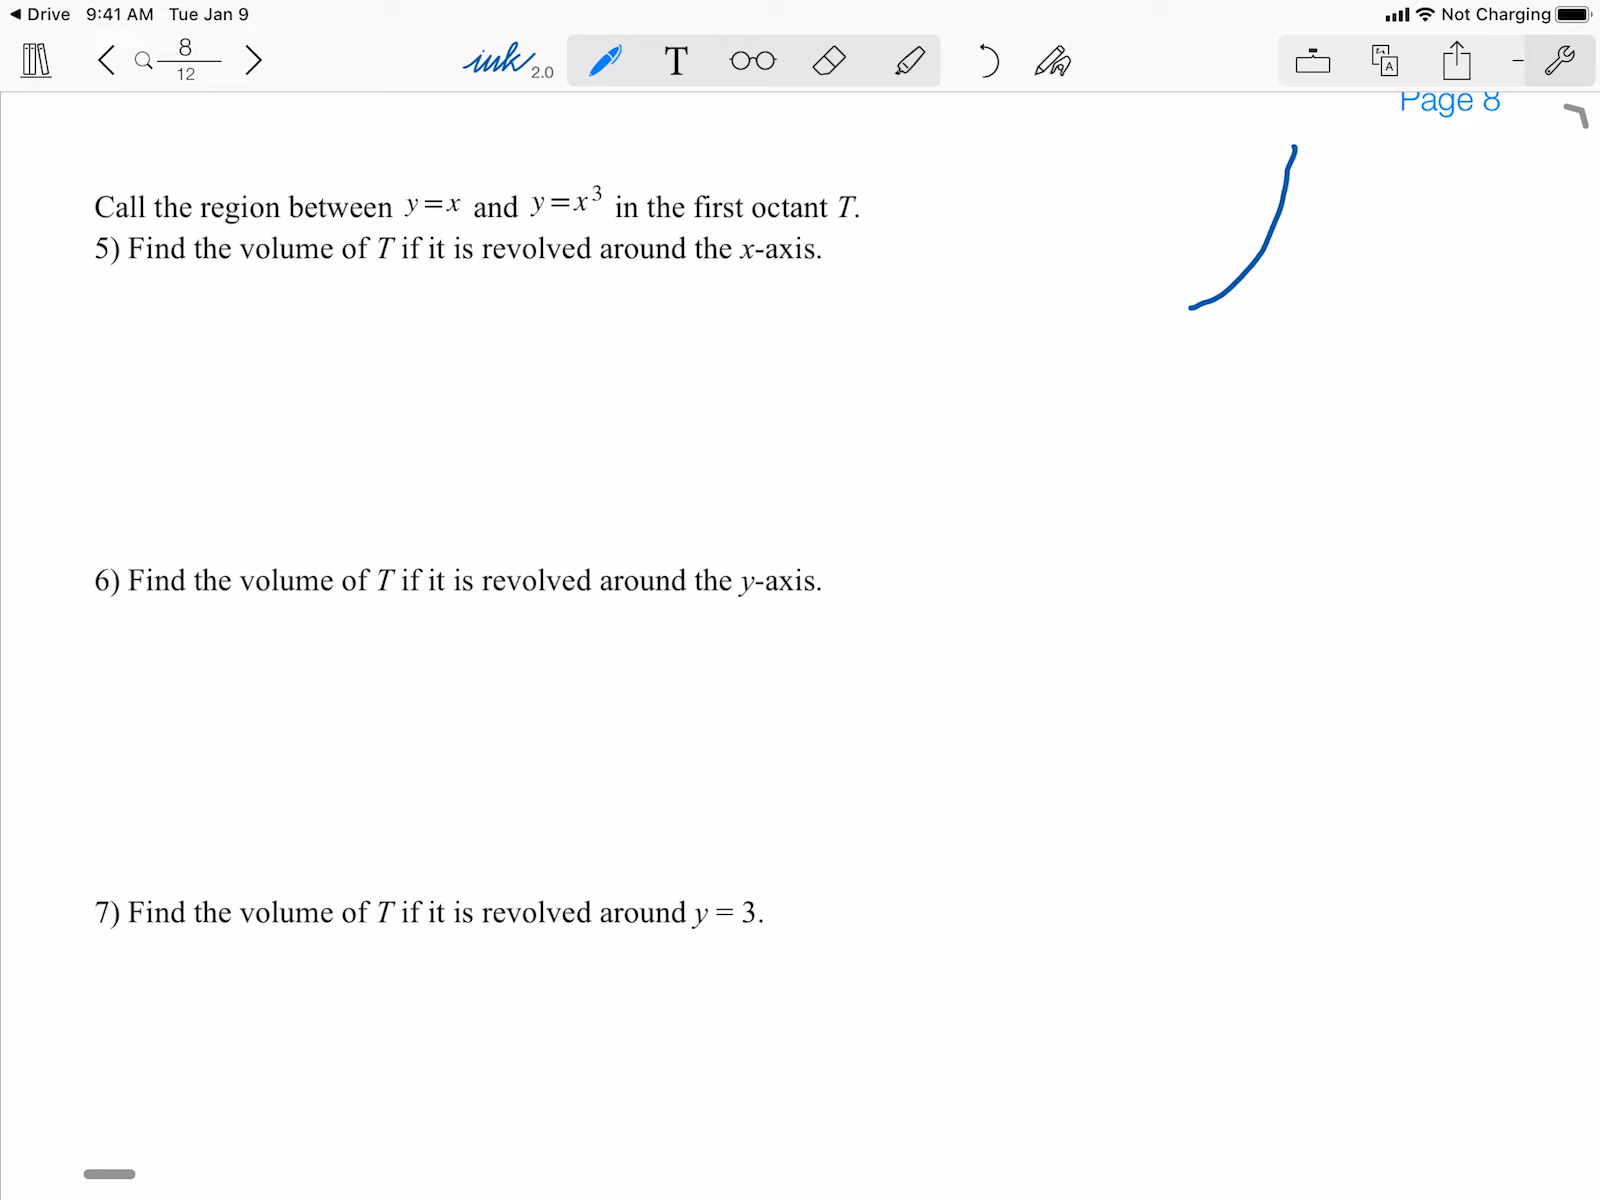 ◀ Drive 9:41 AM Tue Jan 9 Not Charging
8
12
ink 2.0 T A
Page 8
Call the region between y=x and y=x³ in the first octant T.
5) Find the volume of T if it is revolved around the x-axis.
6) Find the volume of T if it is revolved around the y-axis.
7) Find the volume of T if it is revolved around y = 3.